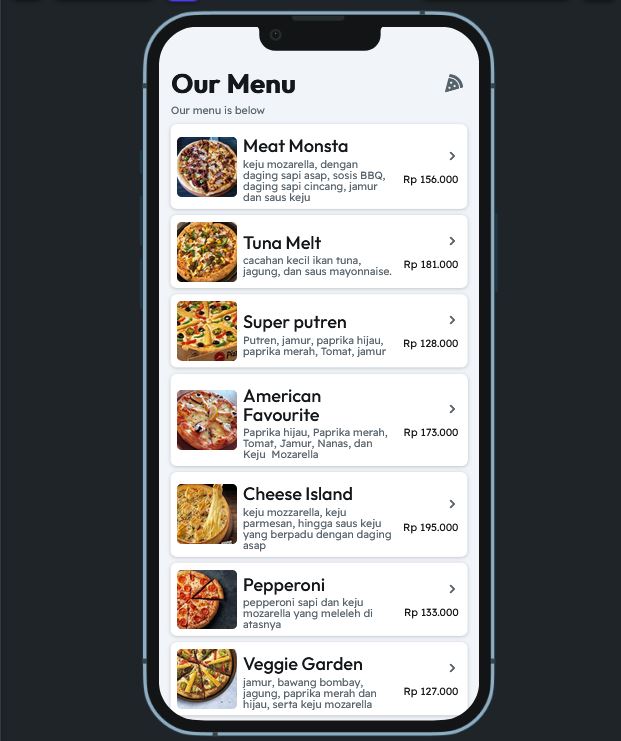 Our Menu
Our menu is below
Meat Monsta
keju mozarella, dengan
daging sapi asap, sosis BBQ,
daging sapi cincang, jamur
dan saus keju
Rp 156.000
Tuna Melt
cacahan kecil ikan tuna,
jagung, dan saus mayonnaise.
Rp 181.000
Super putren
Putren, jamur, paprika hijau,
paprika merah, Tomat, jamur
Rp 128.000
American
Favourite
Paprika hijau, Paprika merah,
Tomat, Jamur, Nanas, dan
Keju  Mozarella
Rp 173.000
Cheese Island
keju mozzarella, keju
parmesan, hingga saus keju
yang berpadu dengan daging
asap
Rp 195.000
Pepperoni
pepperoni sapi dan keju
mozarella yang meleleh di
atasnya
Rp 133.000
Veggie Garden
jamur, bawang bombay,
jagung, paprika merah dan
hijau, serta keju mozarella
Rp 127.000